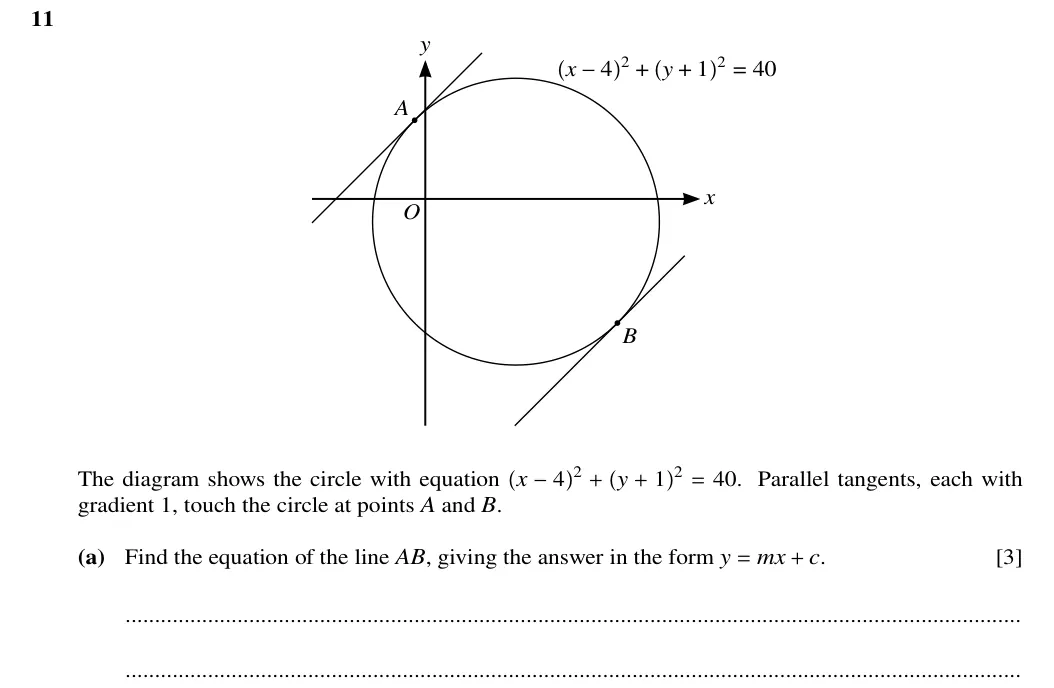 11
y
(x − 4)² + (y + 1)² = 40
A
O
x
B
The diagram shows the circle with equation (x − 4)² + (y + 1)² = 40. Parallel tangents, each with
gradient 1, touch the circle at points A and B.
(a) Find the equation of the line AB, giving the answer in the form y = mx + c. [3]